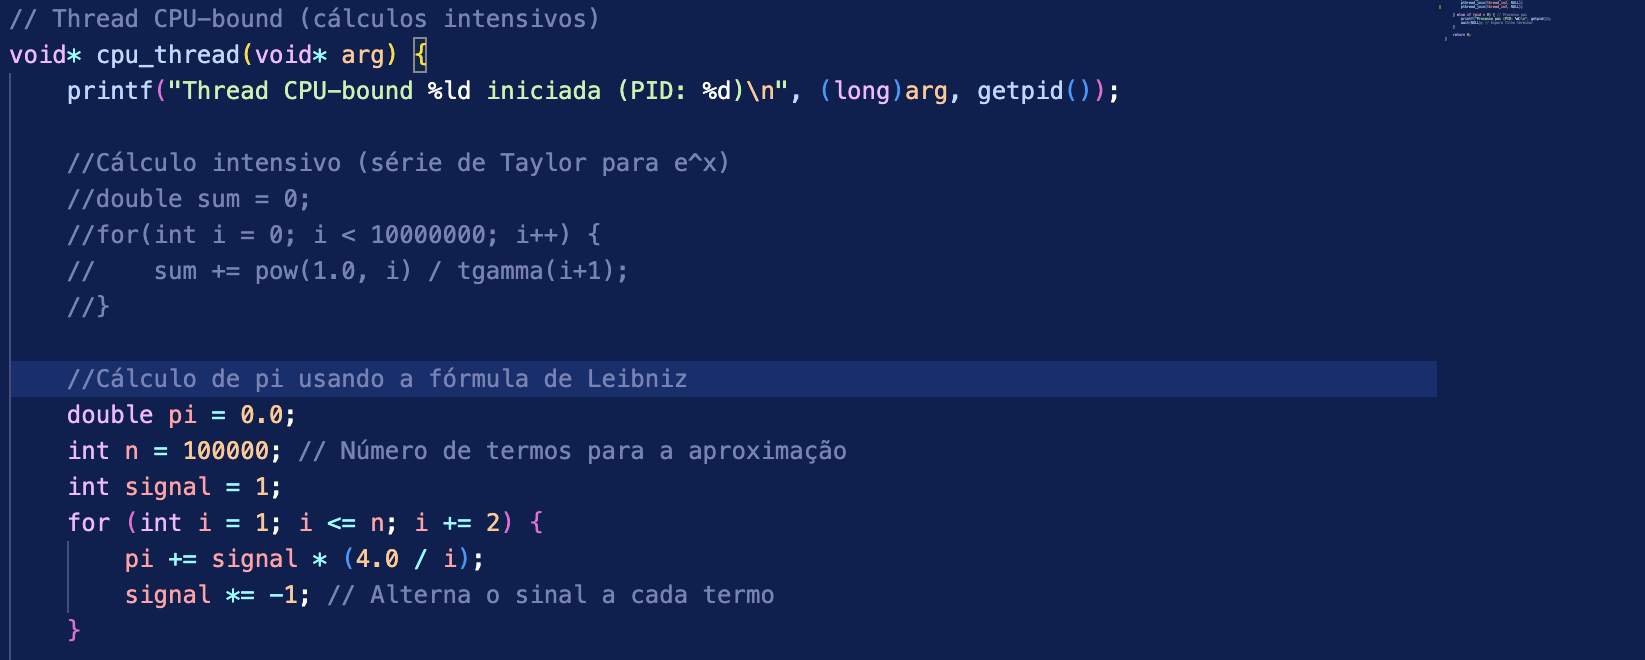 // Thread CPU-bound (cálculos intensivos)
void* cpu_thread(void* arg) {
    printf("Thread CPU-bound %ld iniciada (PID: %d)\n", (long)arg, getpid());
    //Cálculo intensivo (série de Taylor para e^x)
    //double sum = 0;
    //for(int i = 0; i < 10000000; i++) {
    //    sum += pow(1.0, i) / tgamma(i+1);
    //}
    //Cálculo de pi usando a fórmula de Leibniz
    double pi = 0.0;
    int n = 100000; // Número de termos para a aproximação
    int signal = 1;
    for (int i = 1; i <= n; i += 2) {
        pi += signal * (4.0 / i);
        signal *= -1; // Alterna o sinal a cada termo
    }